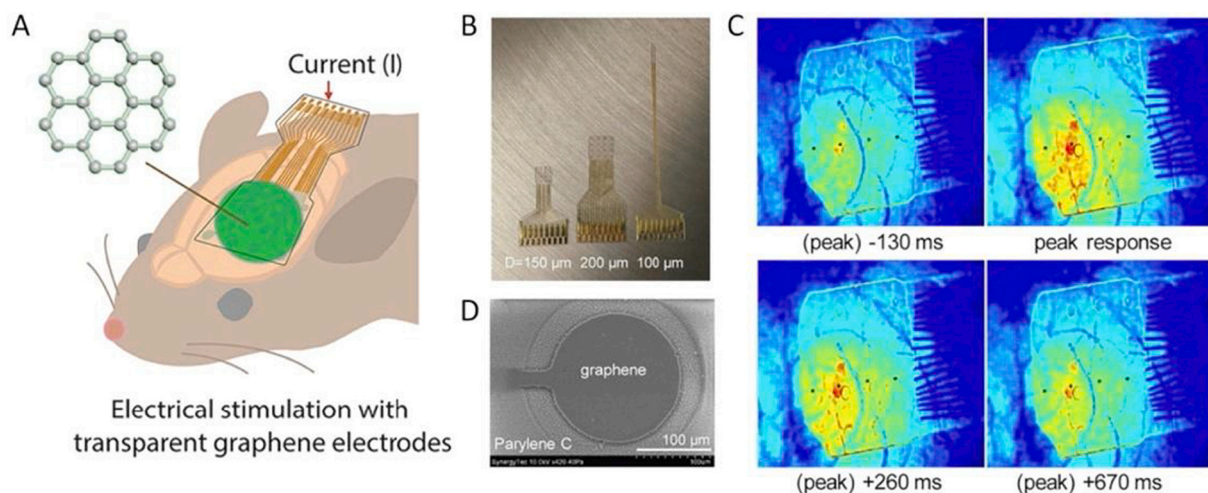 A
Current (I)
Electrical stimulation with
transparent graphene electrodes
B
D=150 µm 200 µm 100 µm
C
(peak) -130 ms
peak response
(peak) +260 ms
(peak) +670 ms
D
graphene
Parylene C
100 µm
100µm